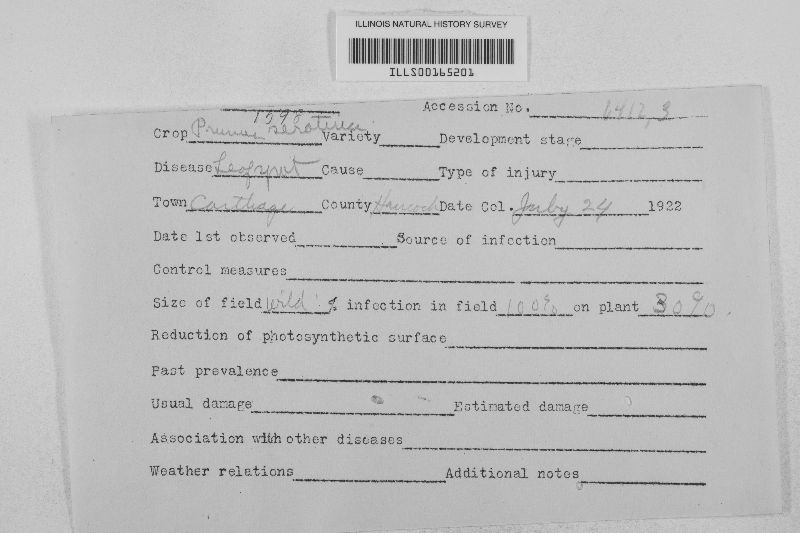 ILLINOIS NATURAL HISTORY SURVEY
ILLS00165201
1598 Accession No. 6412,3
Crop Prunus serotina Variety Development stage
Disease Leafspot Cause Type of injury
Town Carthage County Hancock Date Col. July 24 1922
Date 1st observed Source of infection
Control measures
Size of field Wild % infection in field 100% on plant 30%.
Reduction of photosynthetic surface
Past prevalence
Usual damage Estimated damage
Association with other diseases
Weather relations Additional notes